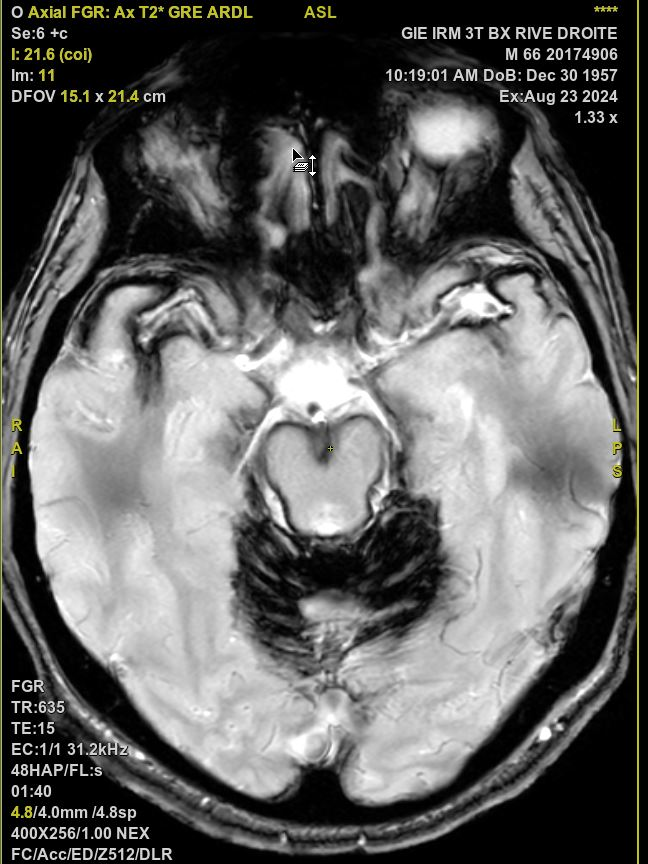 O Axial FGR: Ax T2* GRE ARDL
ASL
****
Se:6 +c
GIE IRM 3T BX RIVE DROITE
I: 21.6 (coi)
M 66 20174906
Im: 11
10:19:01 AM DoB: Dec 30 1957
DFOV 15.1 x 21.4 cm
Ex:Aug 23 2024
1.33 x
R
A
I
L
P
S
FGR
TR:635
TE:15
EC:1/1 31.2kHz
48HAP/FL:s
01:40
4.8/4.0mm /4.8sp
400X256/1.00 NEX
FC/Acc/ED/Z512/DLR